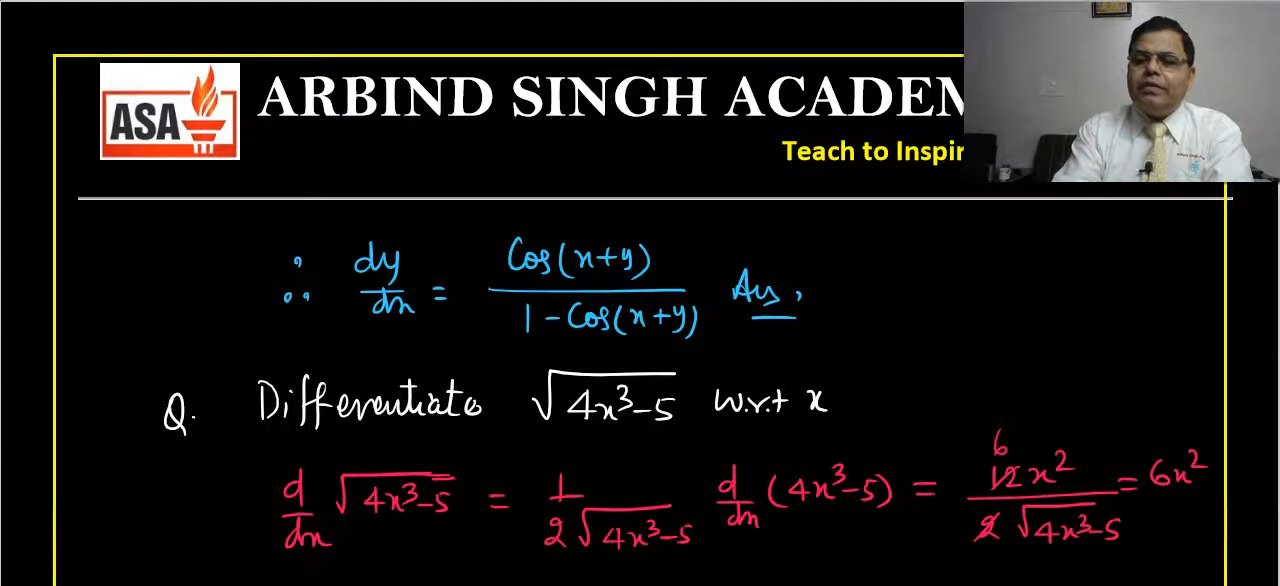 ASA
ARBIND SINGH ACADEM
Teach to Inspir
∴ dy/dx = Cos(x+y) / 1 - Cos(x+y) Ans,
Q. Differentiate √(4x³-5) w.r.t x
d/dx √(4x³-5) = 1/2√(4x³-5) d/dx (4x³-5) = 6 12x²/2√(4x³-5) = 6x²